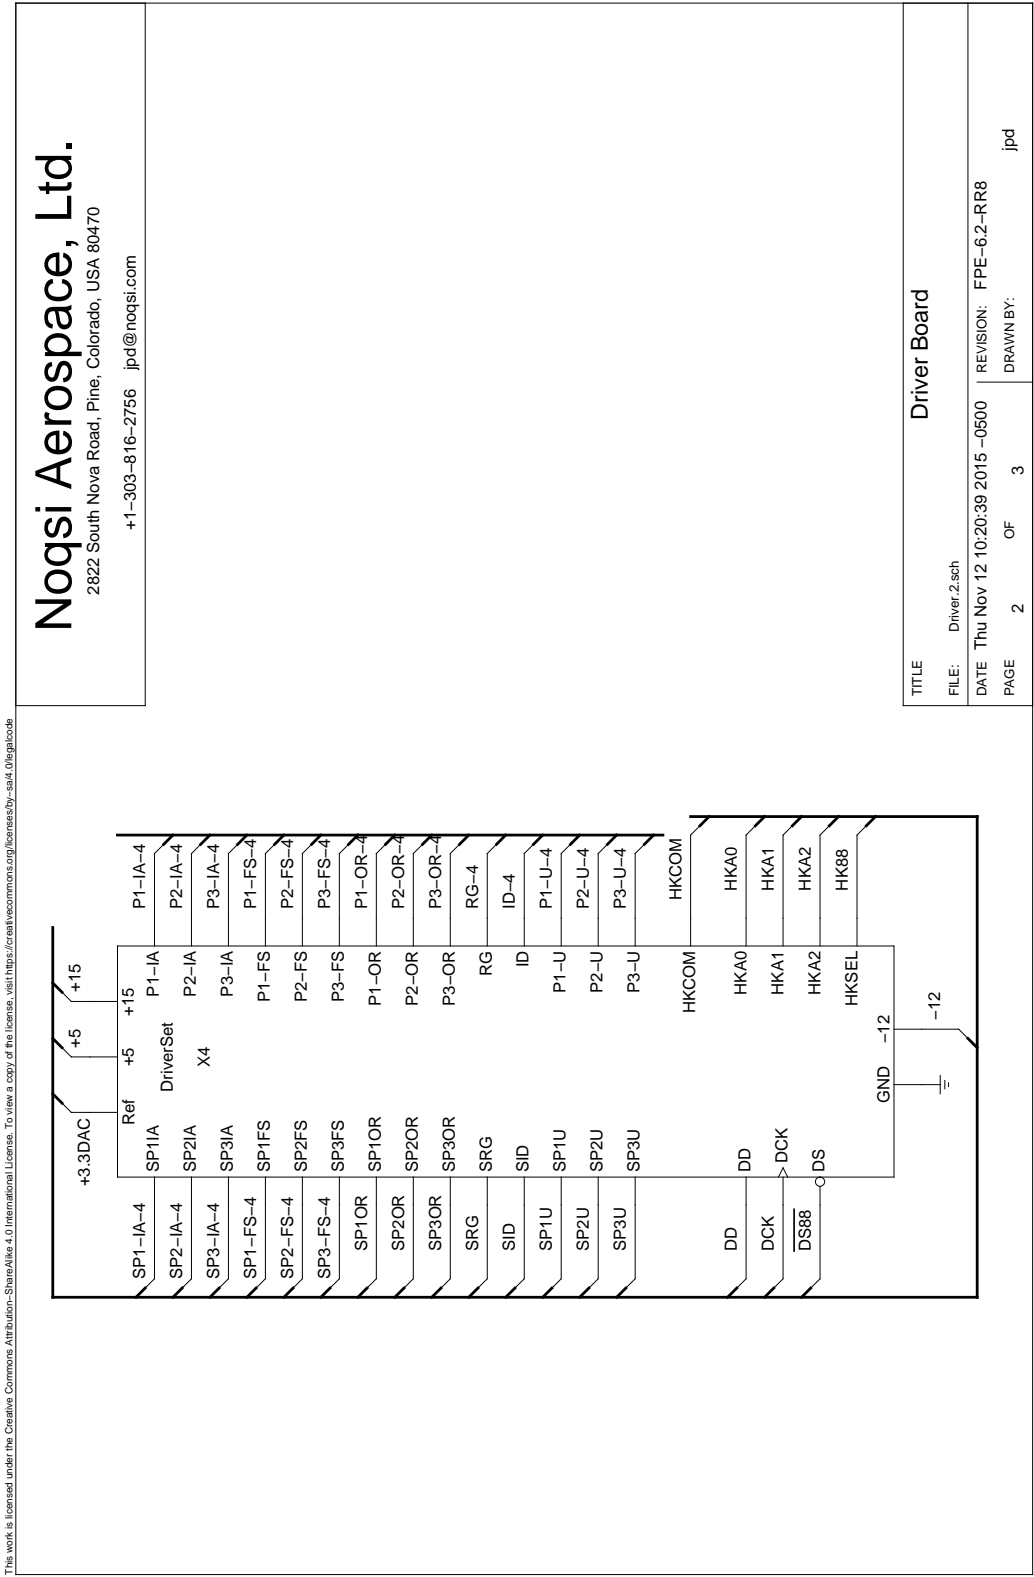 This work is licensed under the Creative Commons Attribution−ShareAlike 4.0 International License. To view a copy of the license, visit https://creativecommons.org/licenses/by−sa/4.0/legalcode
Noqsi Aerospace, Ltd.
2822 South Nova Road, Pine, Colorado, USA 80470
+1−303−816−2756 jpd@noqsi.com
+3.3DAC
+5
+15
Ref
+5
+15
DriverSet
X4
SP1−IA−4
SP1IA
P1−IA
P1−IA−4
SP2−IA−4
SP2IA
P2−IA
P2−IA−4
SP3−IA−4
SP3IA
P3−IA
P3−IA−4
SP1−FS−4
SP1FS
P1−FS
P1−FS−4
SP2−FS−4
SP2FS
P2−FS
P2−FS−4
SP3−FS−4
SP3FS
P3−FS
P3−FS−4
SP1OR
SP1OR
P1−OR
P1−OR−4
SP2OR
SP2OR
P2−OR
P2−OR−4
SP3OR
SP3OR
P3−OR
P3−OR−4
SRG
SRG
RG
RG−4
SID
SID
ID
ID−4
SP1U
SP1U
P1−U
P1−U−4
SP2U
SP2U
P2−U
P2−U−4
SP3U
SP3U
P3−U
P3−U−4
HKCOM
HKCOM
DD
DD
HKA0
HKA0
DCK
DCK
HKA1
HKA1
DS88
DS
HKA2
HKA2
HKSEL
HK88
GND
−12
−12
TITLE
Driver Board
FILE: Driver.2.sch
DATE Thu Nov 12 10:20:39 2015 −0500
REVISION: FPE−6.2−RR8
PAGE 2 OF 3
DRAWN BY: jpd